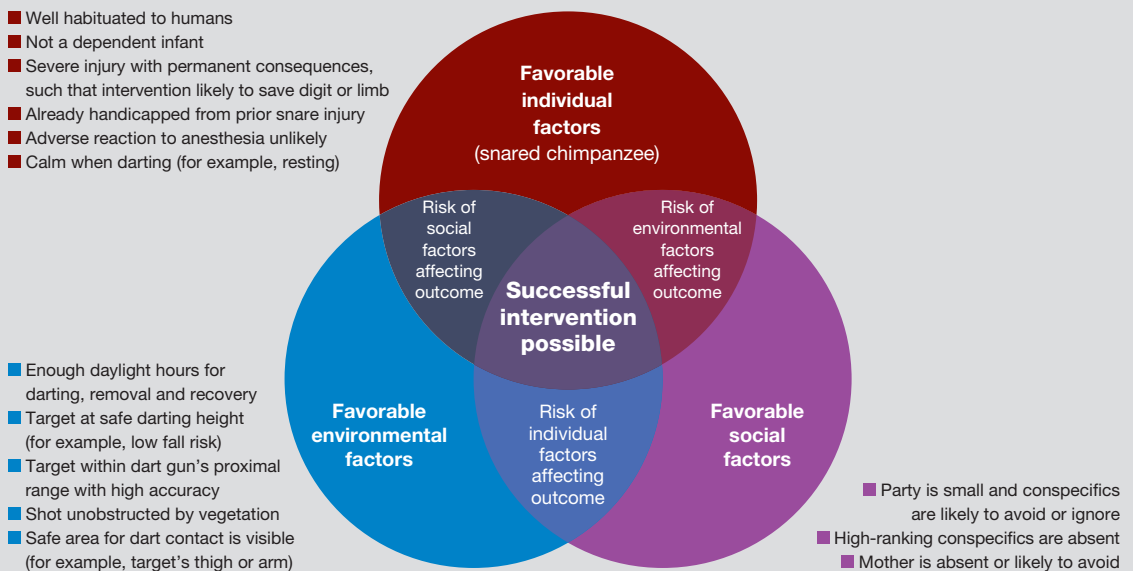 Well habituated to humans
Not a dependent infant
Severe injury with permanent consequences,
such that intervention likely to save digit or limb
Already handicapped from prior snare injury
Adverse reaction to anesthesia unlikely
Calm when darting (for example, resting)
Favorable
individual
factors
(snared chimpanzee)
Risk of
social
factors
affecting
outcome
Risk of
environmental
factors
affecting
outcome
Successful
intervention
possible
Enough daylight hours for
darting, removal and recovery
Target at safe darting height
(for example, low fall risk)
Target within dart gun's proximal
range with high accuracy
Shot unobstructed by vegetation
Safe area for dart contact is visible
(for example, target's thigh or arm)
Favorable
environmental
factors
Risk of
individual
factors
affecting
outcome
Favorable
social
factors
Party is small and conspecifics
are likely to avoid or ignore
High-ranking conspecifics are absent
Mother is absent or likely to avoid